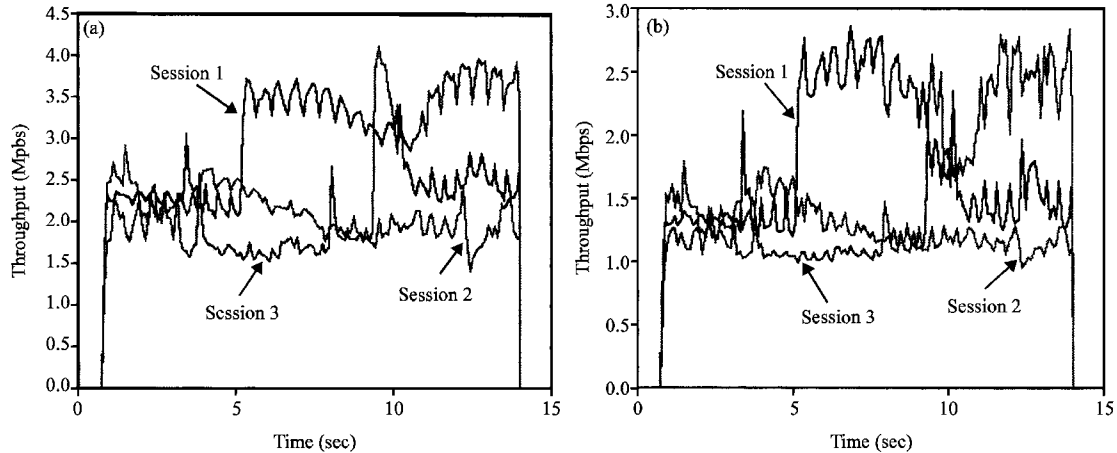 (a)
Throughput (Mpbs)
4.5
4.0
3.5
3.0
2.5
2.0
1.5
1.0
0.5
0.0
Session 1
Session 3
Session 2
0
5
10
15
Time (sec)
(b)
Throughput (Mbps)
3.0
2.5
2.0
1.5
1.0
0.5
0.0
Session 1
Session 3
Session 2
0
5
10
15
Time (sec)